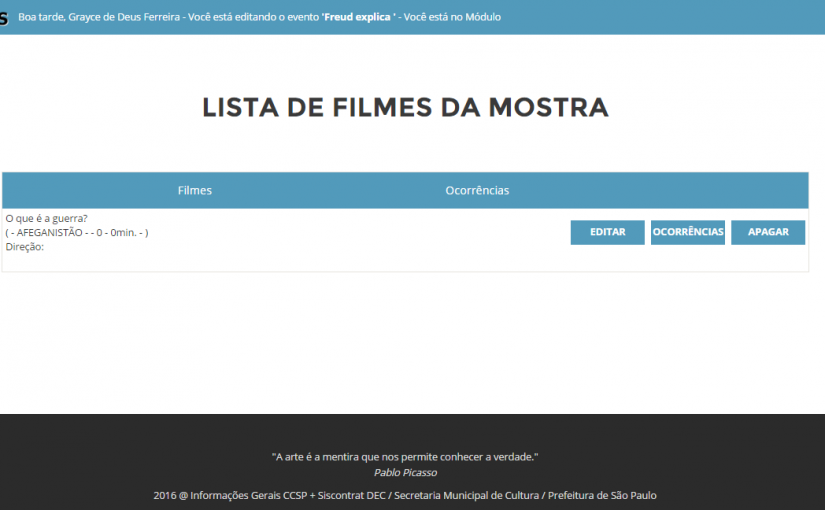 S Boa tarde, Grayce de Deus Ferreira - Você está editando o evento 'Freud explica ' - Você está no Módulo
LISTA DE FILMES DA MOSTRA
Filmes Ocorrências
O que é a guerra?
( - AFEGANISTÃO - - 0 - 0min. - )
Direção:
EDITAR OCORRÊNCIAS APAGAR
"A arte é a mentira que nos permite conhecer a verdade."
Pablo Picasso
2016 @ Informações Gerais CCSP + Siscontrat DEC / Secretaria Municipal de Cultura / Prefeitura de São Paulo